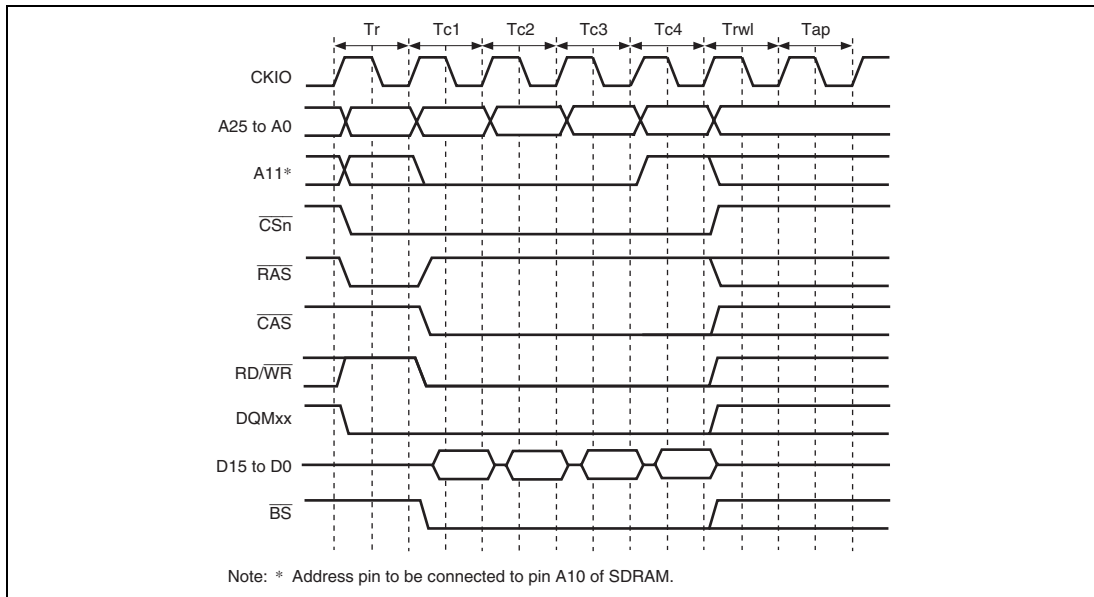 Tr Tc1 Tc2 Tc3 Tc4 Trwl Tap
CKIO
A25 to A0
A11*
CSn
RAS
CAS
RD/WR
DQMxx
D15 to D0
BS
Note: * Address pin to be connected to pin A10 of SDRAM.